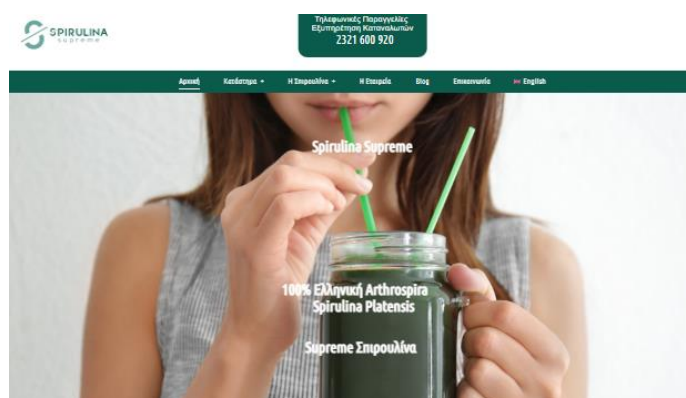 SPIRULINA
supreme
Τηλεφωνικές Παραγγελίες
Εξυπηρέτηση Καταναλωτών
2321 600 920
Αρχική Κατάστημα Η Σπιρουλίνα Η Εταιρεία Blog Επικοινωνία English
Spirulina Supreme
100% Ελληνική Arthrospira
Spirulina Platensis
Supreme Σπιρουλίνα